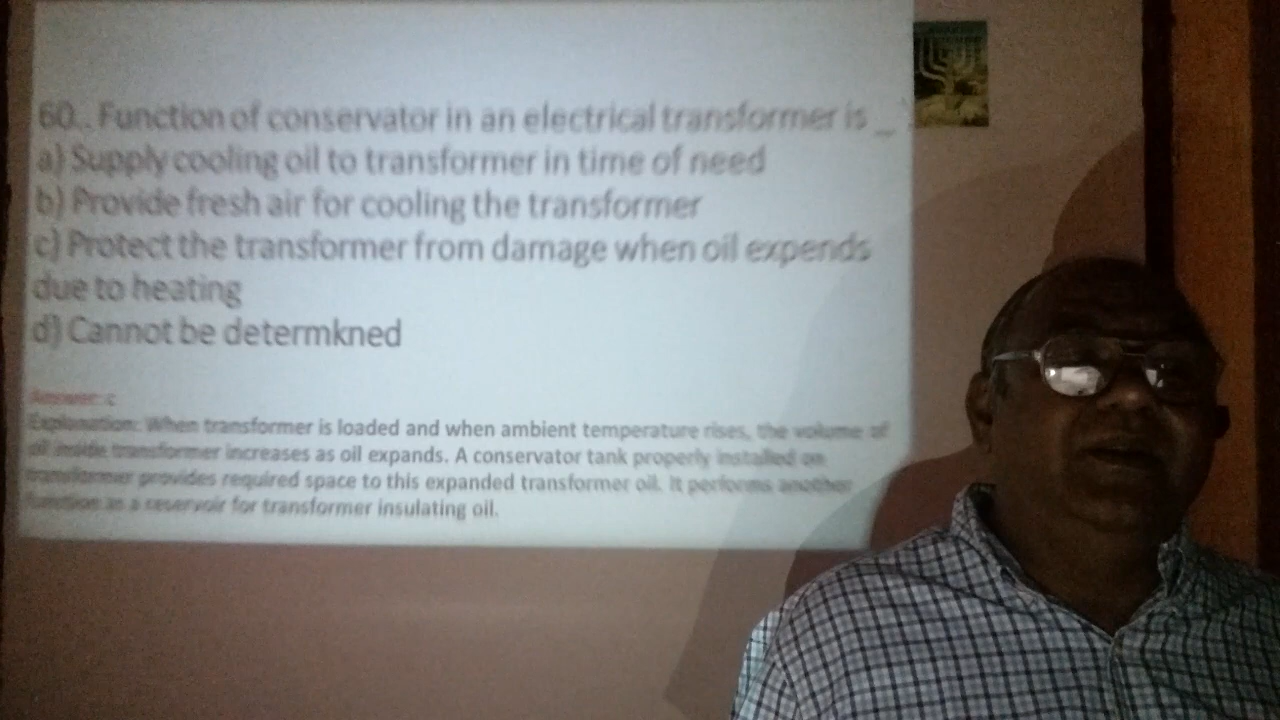 60.. Function of conservator in an electrical transformer is _
a) Supply cooling oil to transformer in time of need
b) Provide fresh air for cooling the transformer
c) Protect the transformer from damage when oil expends
due to heating
d) Cannot be determkned
Answer: c
Explanation: When transformer is loaded and when ambient temperature rises, the volume of
oil inside transformer increases as oil expands. A conservator tank properly installed on
transformer provides required space to this expanded transformer oil. It performs another
function as a reservoir for transformer insulating oil.